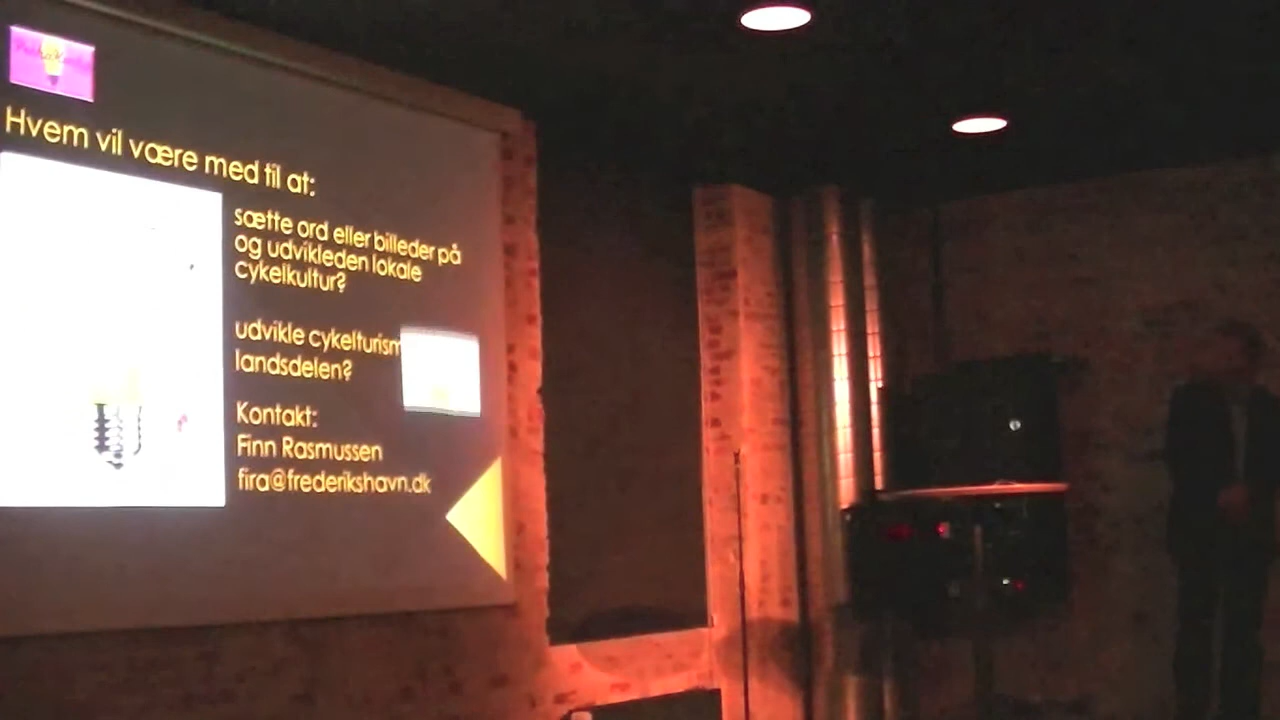 Hvem vil være med til at:
sætte ord eller billeder på
og udvikleden lokale
cykelkultur?
udvikle cykelturism
landsdelen?
Kontakt:
Finn Rasmussen
fira@frederikshavn.dk